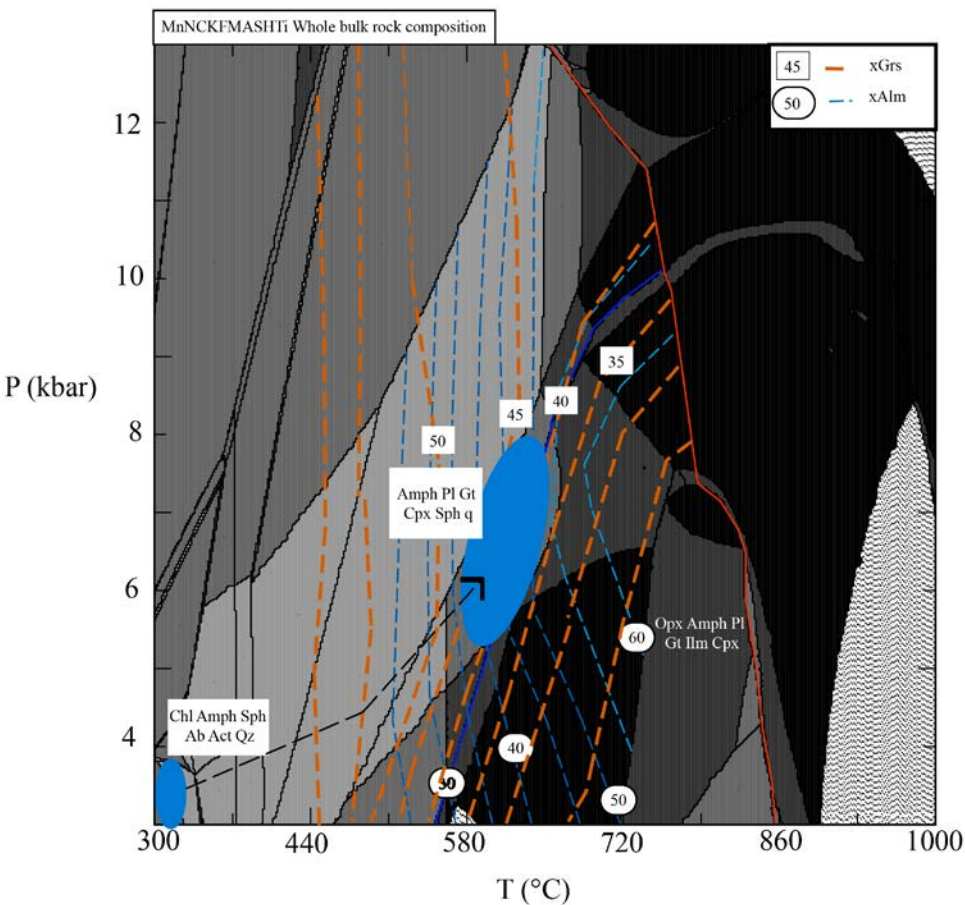 MnNCKFMASHTi Whole bulk rock composition
45 xGrs
50 xAlm
12
10
P (kbar)
8
6
4
35
40
45
50
Amph Pl Gt
Cpx Sph q
60
Opx Amph Pl
Gt Ilm Cpx
Chl Amph Sph
Ab Act Qz
40
50
300 440 580 720 860 1000
T (°C)